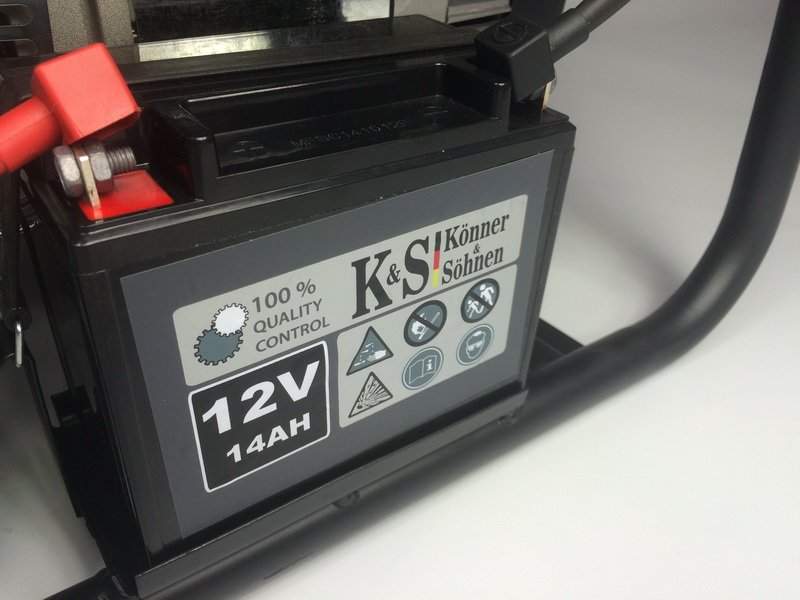 100 %
QUALITY
CONTROL
K&S
Könner
&
Söhnen
12V
14AH